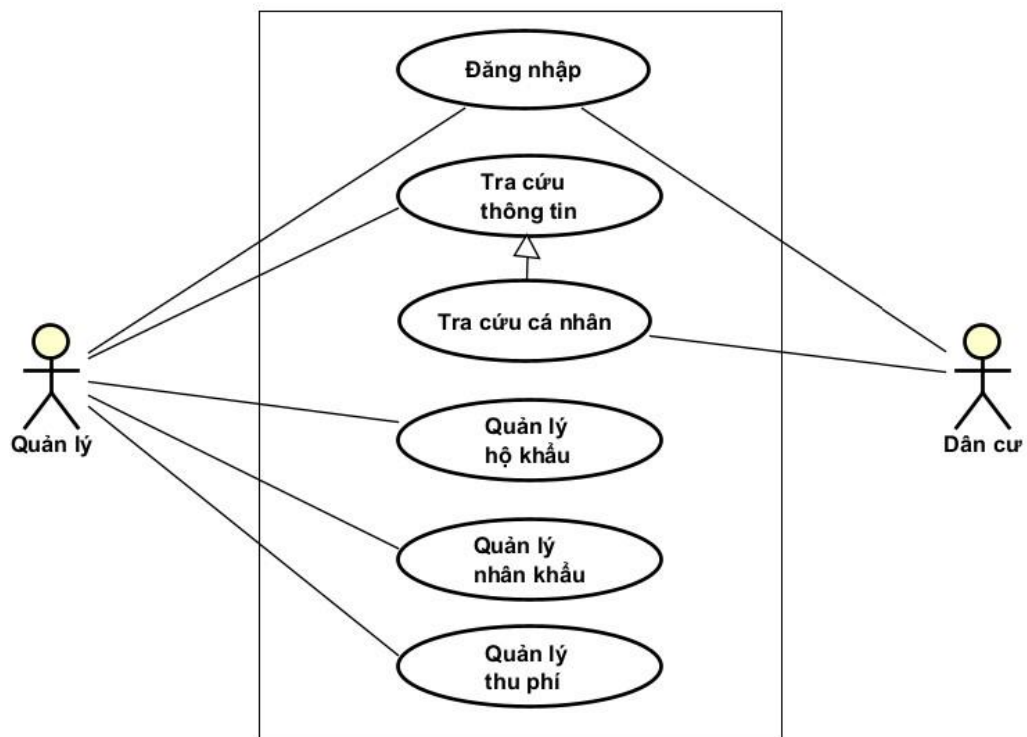 Đăng nhập
Tra cứu
thông tin
Tra cứu cá nhân
Quản lý
Dân cư
Quản lý
hộ khẩu
Quản lý
nhân khẩu
Quản lý
thu phí